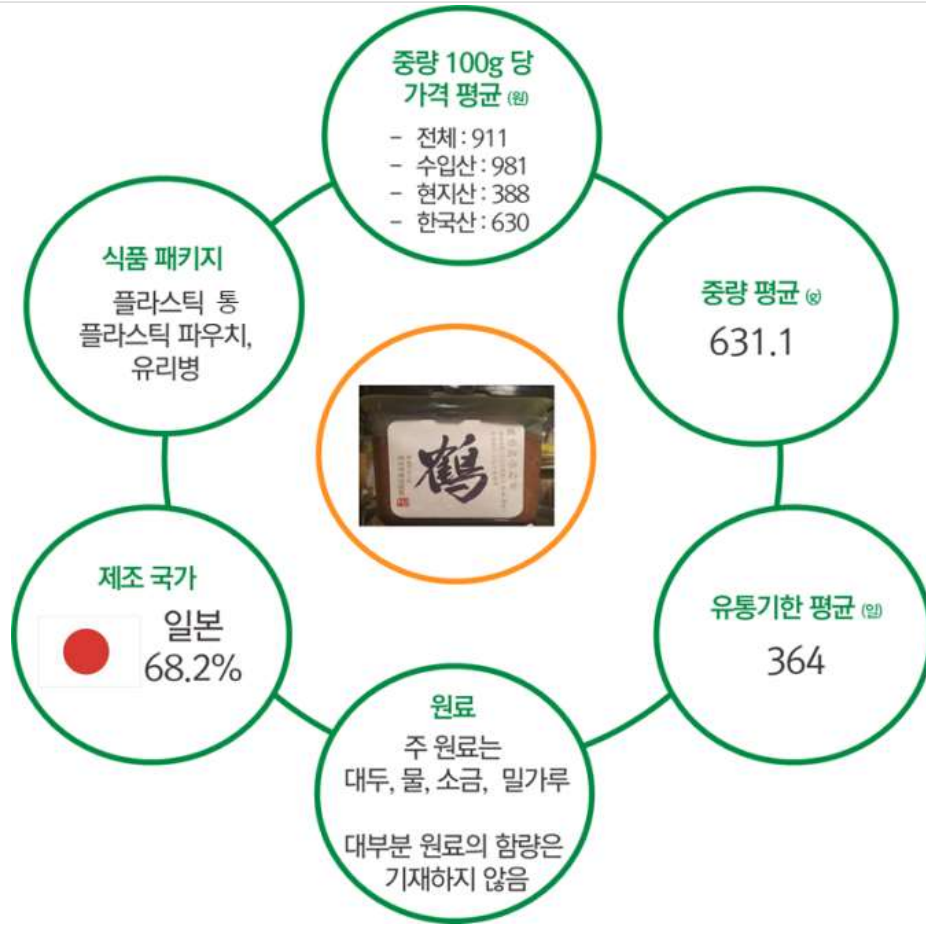 중량 100g 당
가격 평균 (원)
- 전체 : 911
- 수입산 : 981
- 현지산 : 388
- 한국산 : 630
식품 패키지
플라스틱 통
플라스틱 파우치,
유리병
중량 평균 (g)
631.1
鶴
제조 국가
일본
68.2%
유통기한 평균 (일)
364
원료
주 원료는
대두, 물, 소금, 밀가루
대부분 원료의 함량은
기재하지 않음